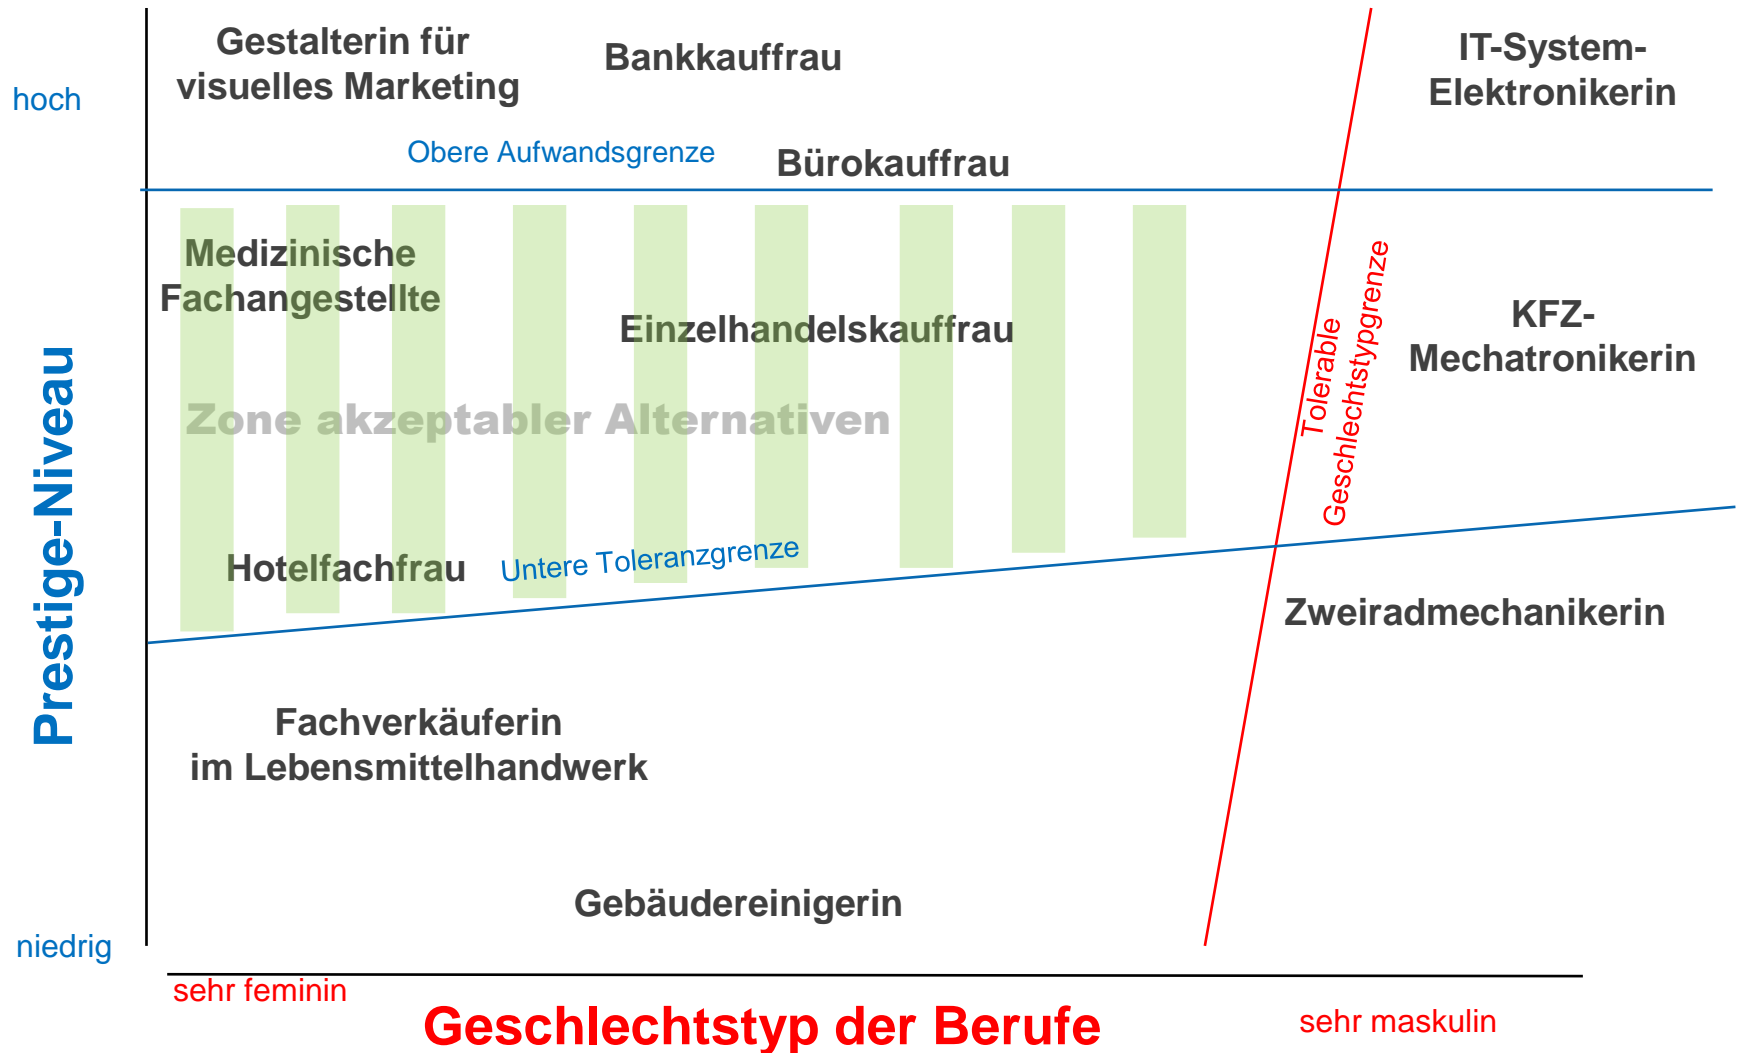 Gestalterin für
visuelles Marketing
Bankkauffrau
IT-System-
Elektronikerin
hoch
Obere Aufwandsgrenze
Bürokauffrau
Medizinische
Fachangestellte
Einzelhandelskauffrau
Tolerable
Geschlechtstypgrenze
KFZ-
Mechatronikerin
Zone akzeptabler Alternativen
Prestige-Niveau
Hotelfachfrau
Untere Toleranzgrenze
Zweiradmechanikerin
Fachverkäuferin
im Lebensmittelhandwerk
Gebäudereinigerin
niedrig
sehr feminin
Geschlechtstyp der Berufe
sehr maskulin